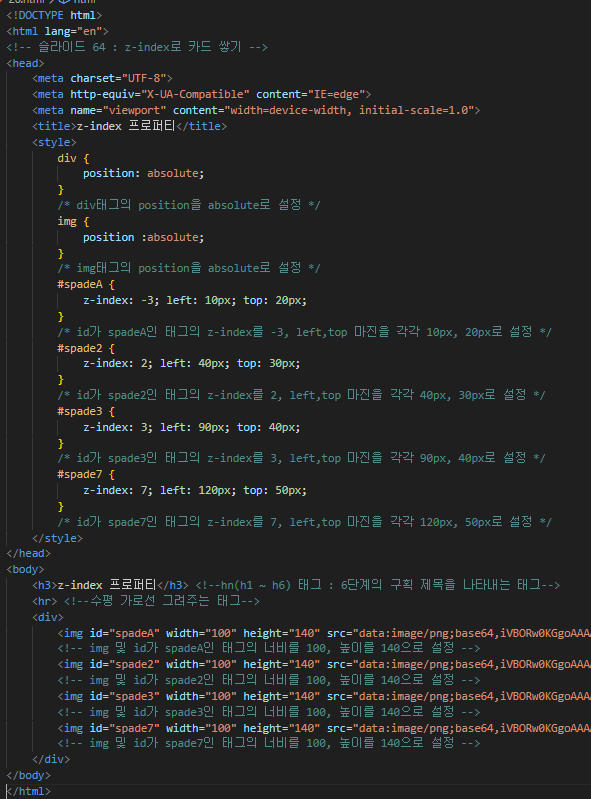 <!DOCTYPE html>
<html lang="en">
<!-- 슬라이드 64 : z-index로 카드 쌓기 -->
<head>
    <meta charset="UTF-8">
    <meta http-equiv="X-UA-Compatible" content="IE=edge">
    <meta name="viewport" content="width=device-width, initial-scale=1.0">
    <title>z-index 프로퍼티</title>
    <style>
        div {
            position: absolute;
        }
        /* div태그의 position을 absolute로 설정 */
        img {
            position :absolute;
        }
        /* img태그의 position을 absolute로 설정 */
        #spadeA {
            z-index: -3; left: 10px; top: 20px;
        }
        /* id가 spadeA인 태그의 z-index를 -3, left,top 마진을 각각 10px, 20px로 설정 */
        #spade2 {
            z-index: 2; left: 40px; top: 30px;
        }
        /* id가 spade2인 태그의 z-index를 2, left,top 마진을 각각 40px, 30px로 설정 */
        #spade3 {
            z-index: 3; left: 90px; top: 40px;
        }
        /* id가 spade3인 태그의 z-index를 3, left,top 마진을 각각 90px, 40px로 설정 */
        #spade7 {
            z-index: 7; left: 120px; top: 50px;
        }
        /* id가 spade7인 태그의 z-index를 7, left,top 마진을 각각 120px, 50px로 설정 */
    </style>
</head>
<body>
    <h3>z-index 프로퍼티</h3> <!--hn(h1 ~ h6) 태그 : 6단계의 구획 제목을 나타내는 태그-->
    <hr> <!--수평 가로선 그려주는 태그-->
    <div>
        <img id="spadeA" width="100" height="140" src="data:image/png;base64,iVBORw0KGgoAAAA
        <!-- img 및 id가 spadeA인 태그의 너비를 100, 높이를 140으로 설정 -->
        <img id="spade2" width="100" height="140" src="data:image/png;base64,iVBORw0KGgoAAAA
        <!-- img 및 id가 spade2인 태그의 너비를 100, 높이를 140으로 설정 -->
        <img id="spade3" width="100" height="140" src="data:image/png;base64,iVBORw0KGgoAAAA
        <!-- img 및 id가 spade3인 태그의 너비를 100, 높이를 140으로 설정 -->
        <img id="spade7" width="100" height="140" src="data:image/png;base64,iVBORw0KGgoAAAA
        <!-- img 및 id가 spade7인 태그의 너비를 100, 높이를 140으로 설정 -->
    </div>
</body>
</html>